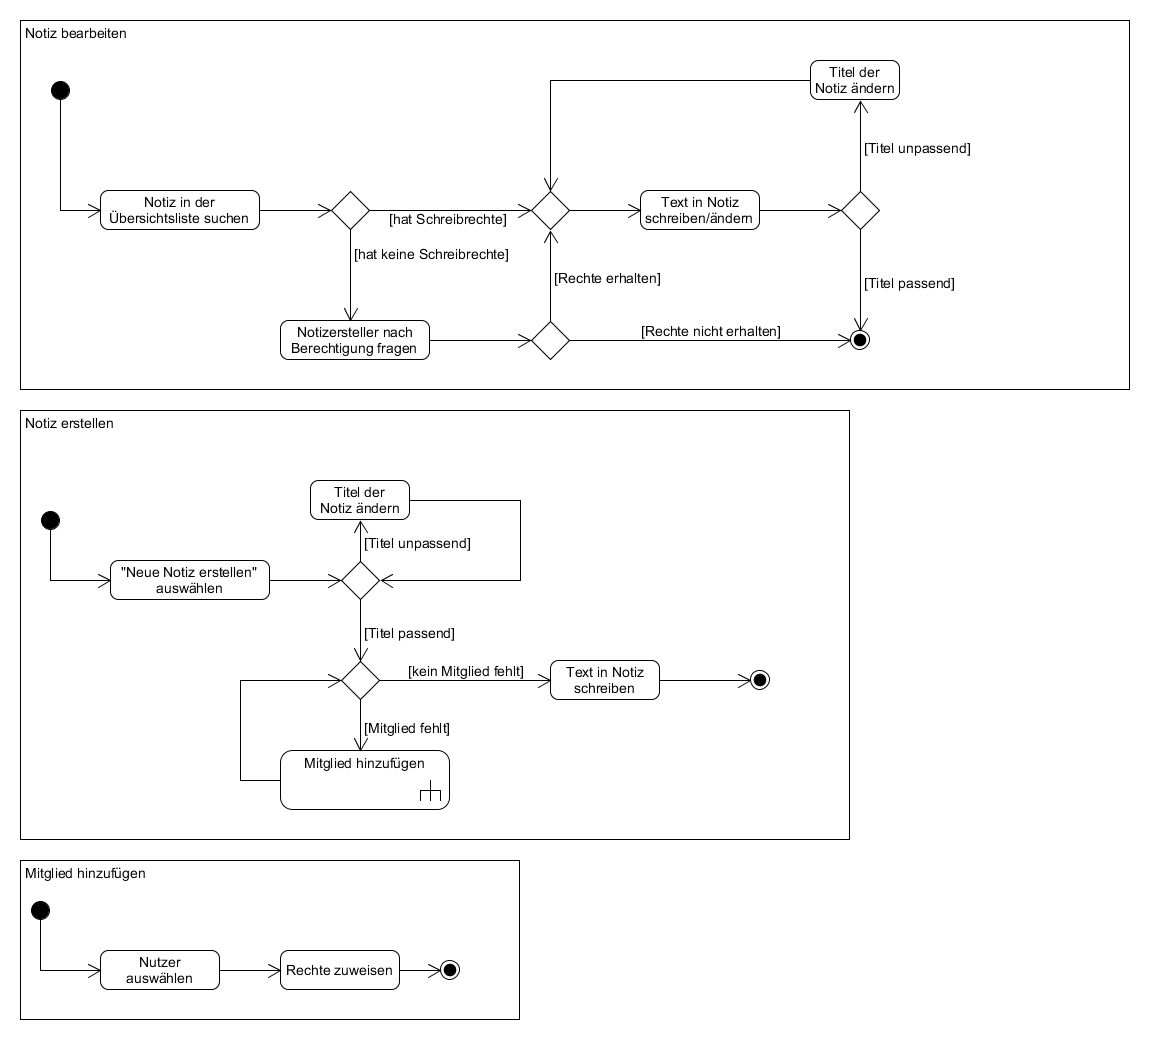 Notiz bearbeiten
Titel der
Notiz ändern
[Titel unpassend]
Notiz in der
Übersichtsliste suchen
[hat Schreibrechte]
Text in Notiz
schreiben/ändern
[hat keine Schreibrechte]
[Rechte erhalten]
[Titel passend]
Notizersteller nach
Berechtigung fragen
[Rechte nicht erhalten]
Notiz erstellen
Titel der
Notiz ändern
[Titel unpassend]
"Neue Notiz erstellen"
auswählen
[Titel passend]
[kein Mitglied fehlt]
Text in Notiz
schreiben
[Mitglied fehlt]
Mitglied hinzufügen
Mitglied hinzufügen
Nutzer
auswählen
Rechte zuweisen